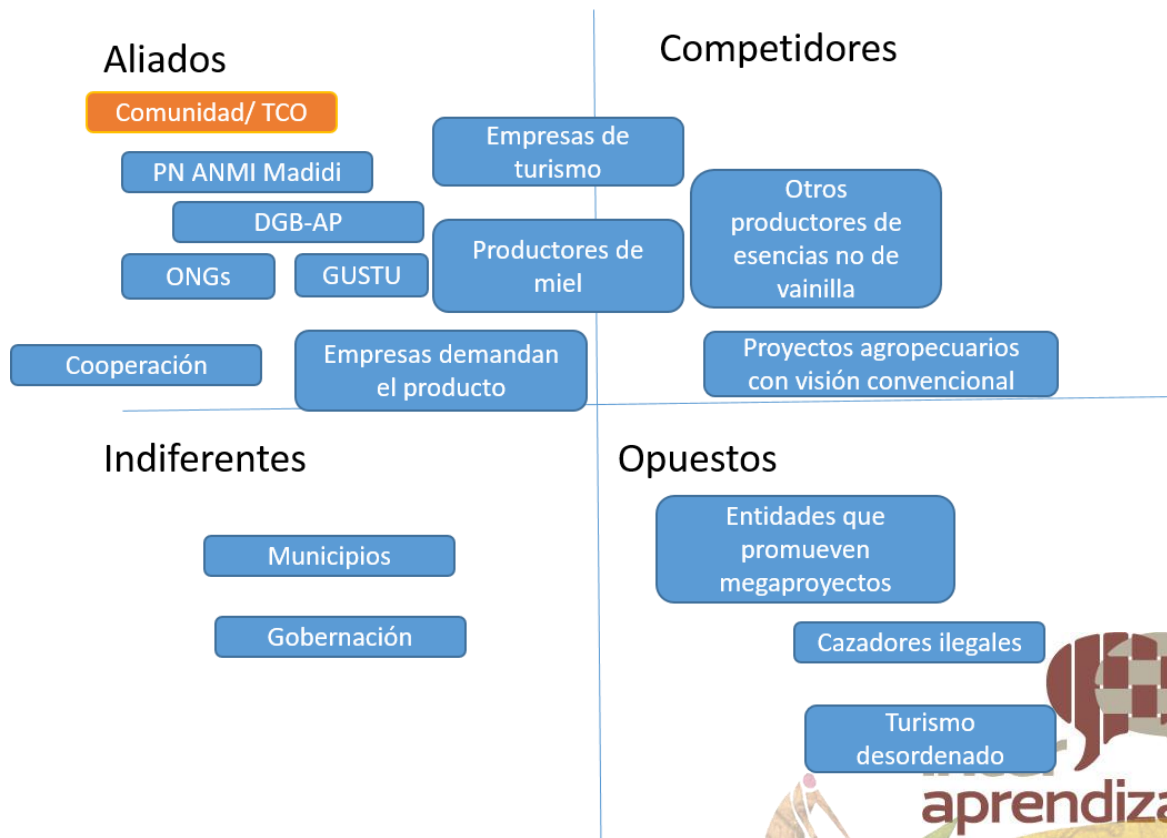 Aliados
Comunidad/ TCO
PN ANMI Madidi
DGB-AP
ONGs
GUSTU
Cooperación
Empresas demandan
el producto
Empresas de
turismo
Productores de
miel
Competidores
Otros
productores de
esencias no de
vainilla
Proyectos agropecuarios
con visión convencional
Indiferentes
Municipios
Gobernación
Opuestos
Entidades que
promueven
megaproyectos
Cazadores ilegales
Turismo
desordenado
aprendiza